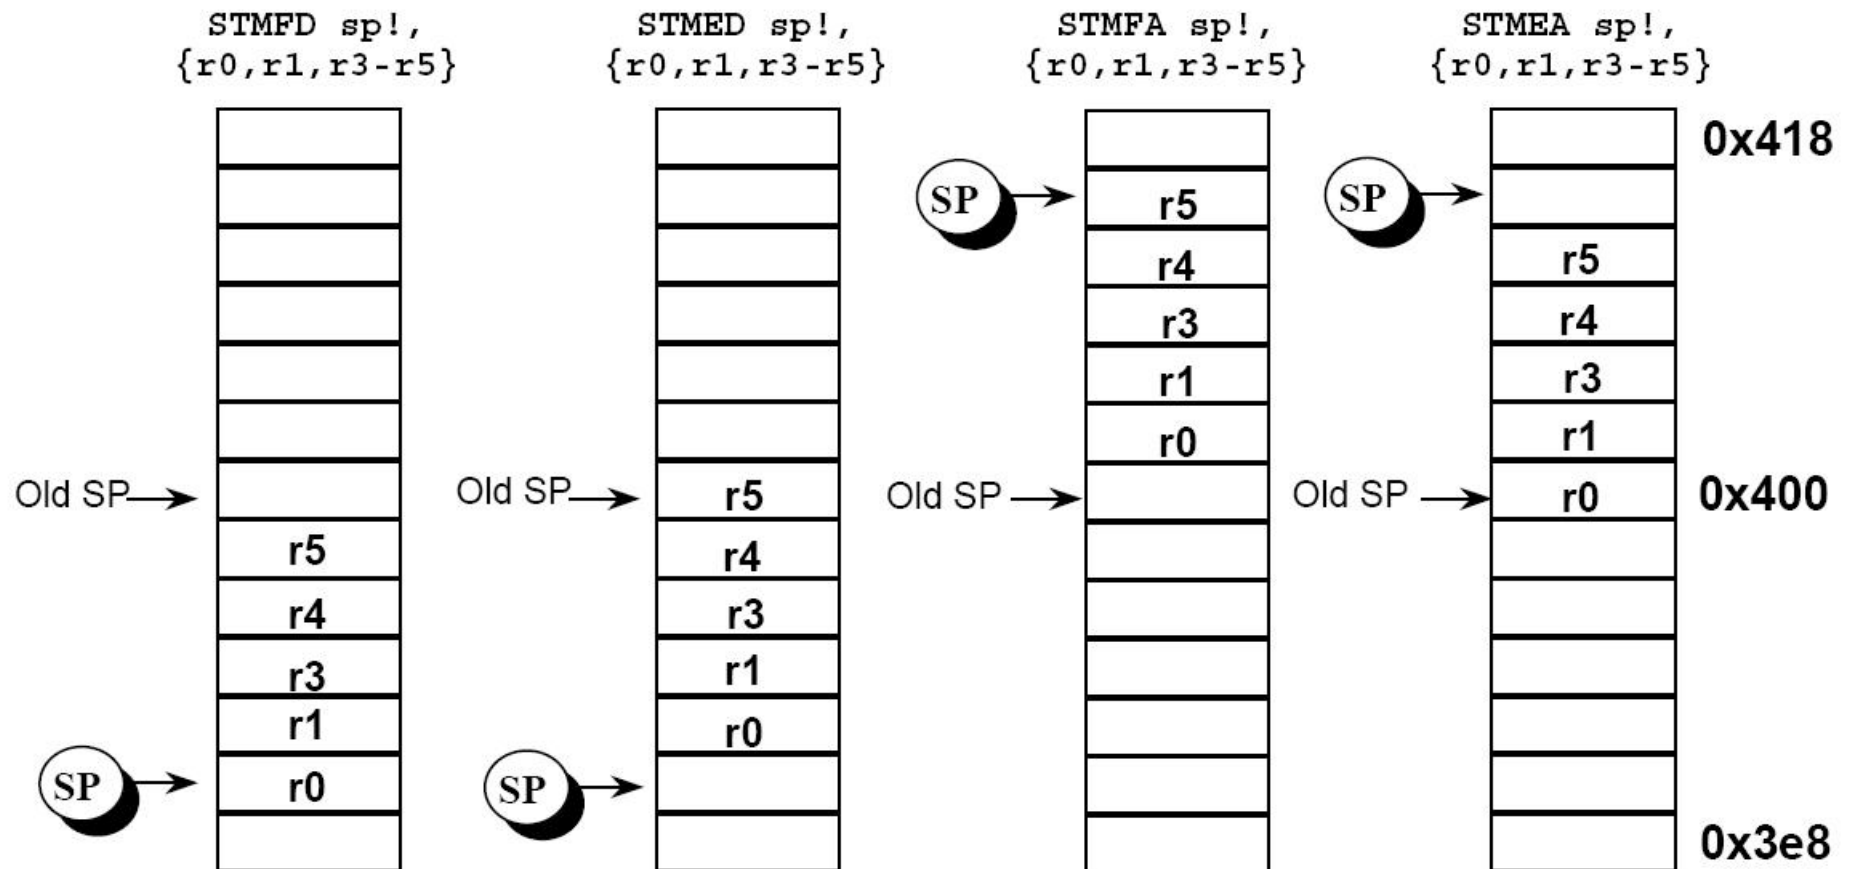 STMFD sp!,
{r0,r1,r3-r5}
STMED sp!,
{r0,r1,r3-r5}
STMFA sp!,
{r0,r1,r3-r5}
STMEA sp!,
{r0,r1,r3-r5}
Old SP
r5
r4
r3
r1
SP
r0
Old SP
r5
r4
r3
r1
r0
SP
SP
r5
r4
r3
r1
r0
Old SP
SP
r5
r4
r3
r1
Old SP
r0
0x418
0x400
0x3e8